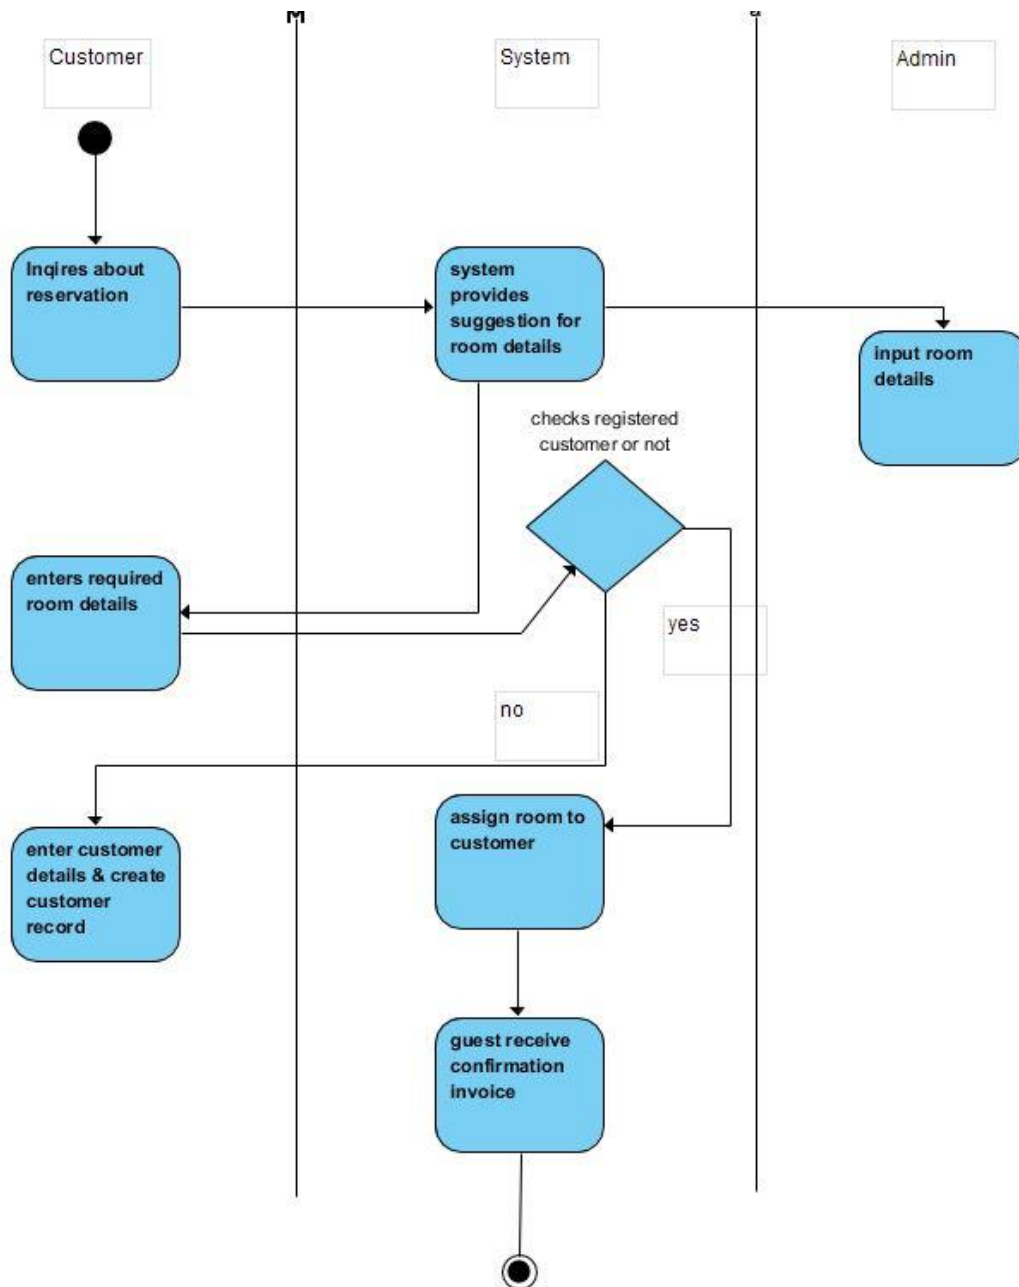 Customer
System
Admin
Inqires about
reservation
system
provides
suggestion for
room details
input room
details
checks registered
customer or not
enters required
room details
yes
no
assign room to
customer
enter customer
details & create
customer
record
guest receive
confirmation
invoice